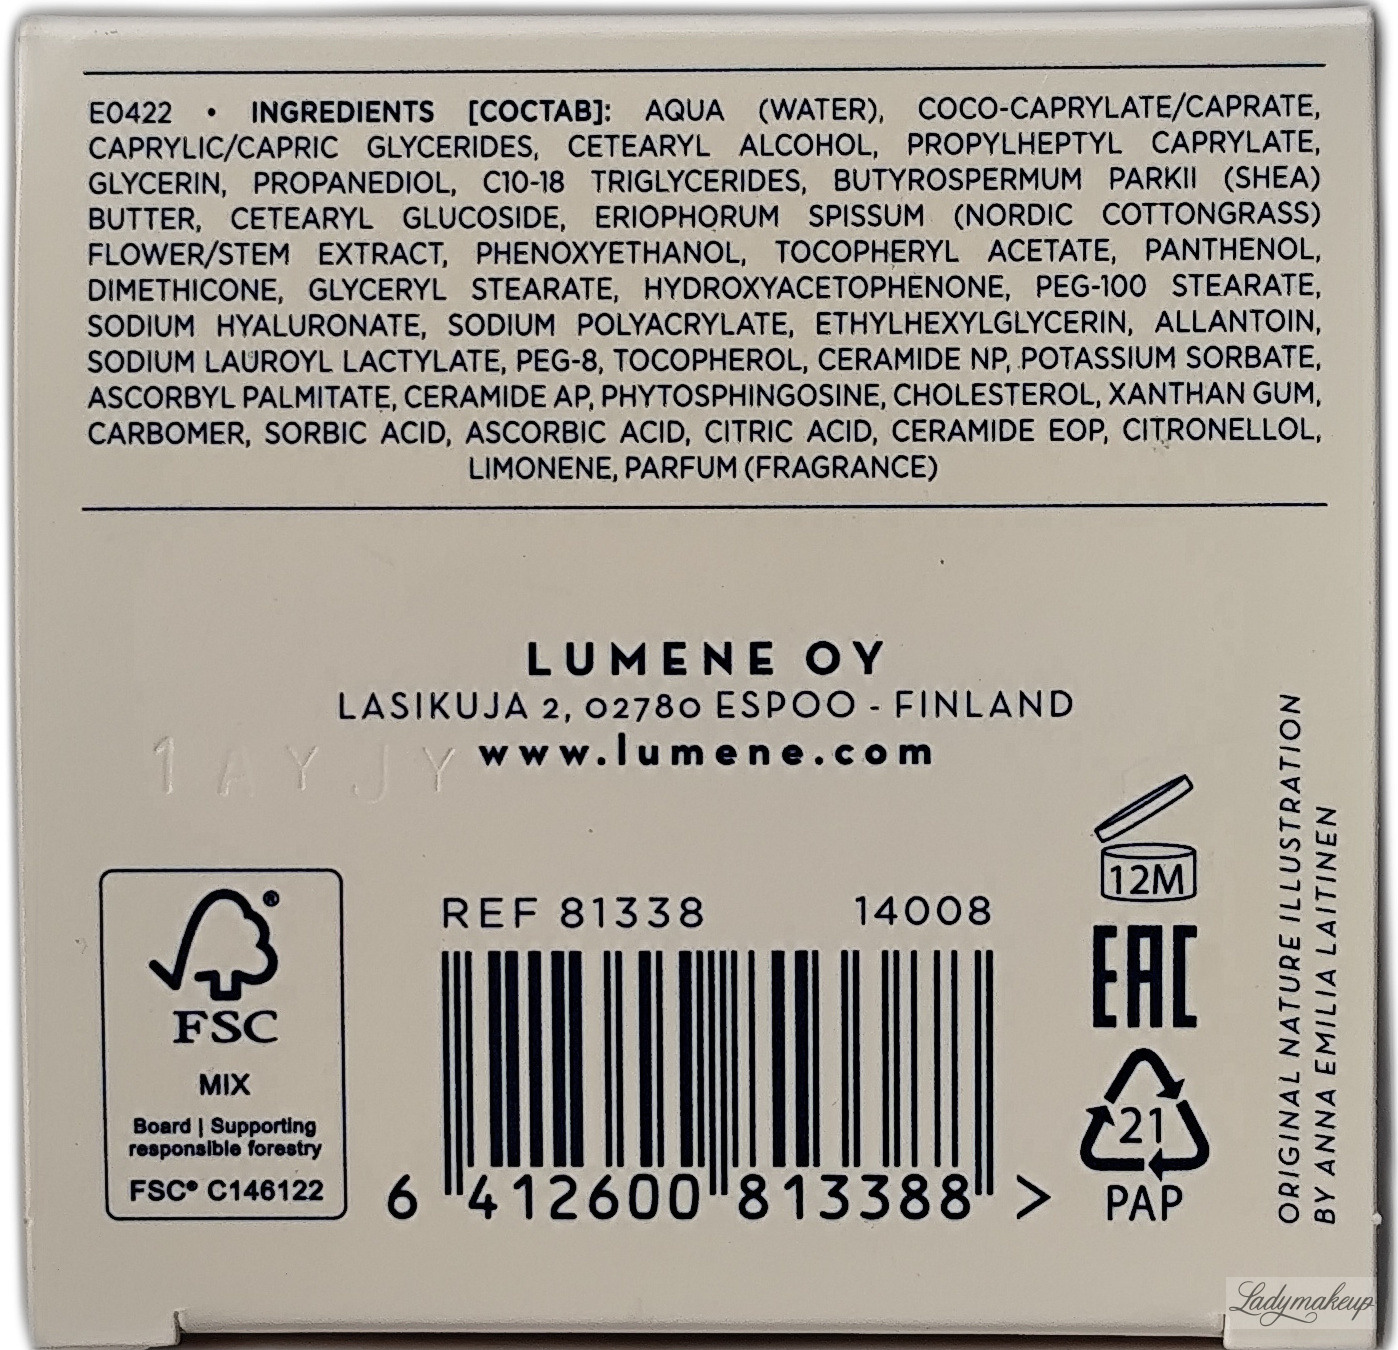 E0422 • INGREDIENTS [СОСТАВ]: AQUA (WATER), COCO-CAPRYLATE/CAPRATE,
CAPRYLIC/CAPRIC GLYCERIDES, CETEARYL ALCOHOL, PROPYLHEPTYL CAPRYLATE,
GLYCERIN, PROPANEDIOL, C10-18 TRIGLYCERIDES, BUTYROSPERMUM PARKII (SHEA)
BUTTER, CETEARYL GLUCOSIDE, ERIOPHORUM SPISSUM (NORDIC COTTONGRASS)
FLOWER/STEM EXTRACT, PHENOXYETHANOL, TOCOPHERYL ACETATE, PANTHENOL,
DIMETHICONE, GLYCERYL STEARATE, HYDROXYACETOPHENONE, PEG-100 STEARATE,
SODIUM HYALURONATE, SODIUM POLYACRYLATE, ETHYLHEXYLGLYCERIN, ALLANTOIN,
SODIUM LAUROYL LACTYLATE, PEG-8, TOCOPHEROL, CERAMIDE NP, POTASSIUM SORBATE,
ASCORBYL PALMITATE, CERAMIDE AP, PHYTOSPHINGOSINE, CHOLESTEROL, XANTHAN GUM,
CARBOMER, SORBIC ACID, ASCORBIC ACID, CITRIC ACID, CERAMIDE EOP, CITRONELLOL,
LIMONENE, PARFUM (FRAGRANCE)
LUMENE OY
LASIKUJA 2, 02780 ESPOO - FINLAND
www.lumene.com
1AYJY
FSC
MIX
Board | Supporting
responsible forestry
FSC® C146122
REF 81338 14008
6 412600 813388 >
12M
EAC
21
PAP
ORIGINAL NATURE ILLUSTRATION
BY ANNA EMILIA LAITINEN
Ladymakeup